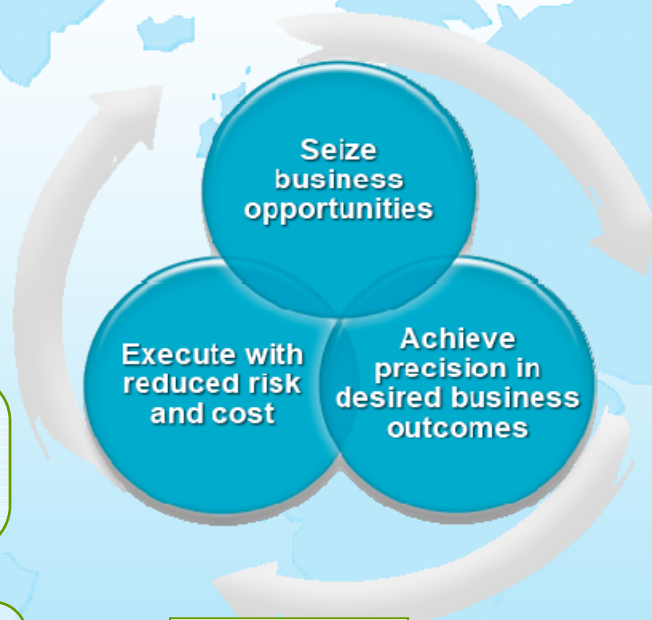 Seize
business
opportunities
Execute with
reduced risk
and cost
Achieve
precision in
desired business
outcomes